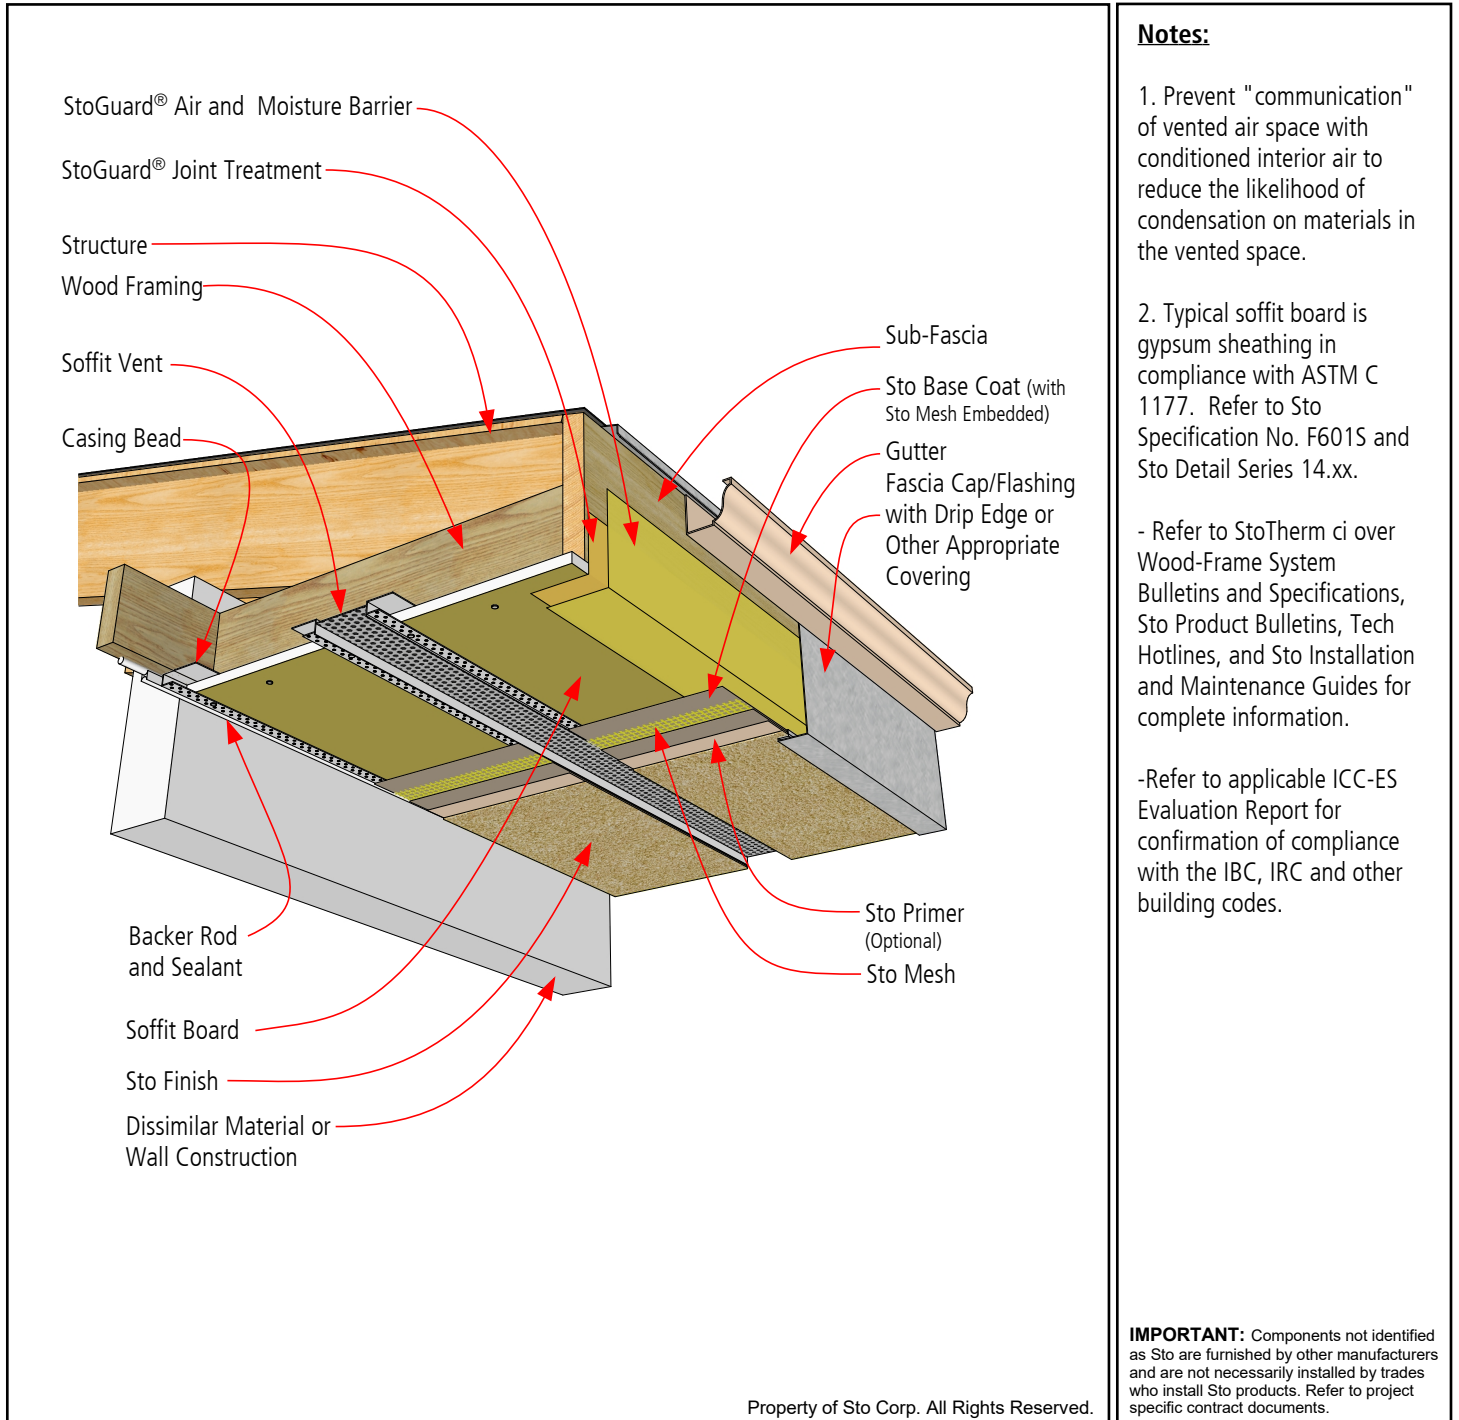 StoGuard® Air and  Moisture Barrier
StoGuard® Joint Treatment
Structure
Wood Framing
Soffit Vent
Casing Bead
Sub-Fascia
Sto Base Coat (with
Sto Mesh Embedded)
Gutter
Fascia Cap/Flashing
with Drip Edge or
Other Appropriate
Covering
Backer Rod
and Sealant
Soffit Board
Sto Finish
Dissimilar Material or
Wall Construction
Sto Primer
(Optional)
Sto Mesh
Property of Sto Corp. All Rights Reserved.
Notes:
1. Prevent "communication"
of vented air space with
conditioned interior air to
reduce the likelihood of
condensation on materials in
the vented space.
2. Typical soffit board is
gypsum sheathing in
compliance with ASTM C
1177.  Refer to Sto
Specification No. F601S and
Sto Detail Series 14.xx.
- Refer to StoTherm ci over
Wood-Frame System
Bulletins and Specifications,
Sto Product Bulletins, Tech
Hotlines, and Sto Installation
and Maintenance Guides for
complete information.
-Refer to applicable ICC-ES
Evaluation Report for
confirmation of compliance
with the IBC, IRC and other
building codes.
IMPORTANT: Components not identified
as Sto are furnished by other manufacturers
and are not necessarily installed by trades
who install Sto products. Refer to project
specific contract documents.